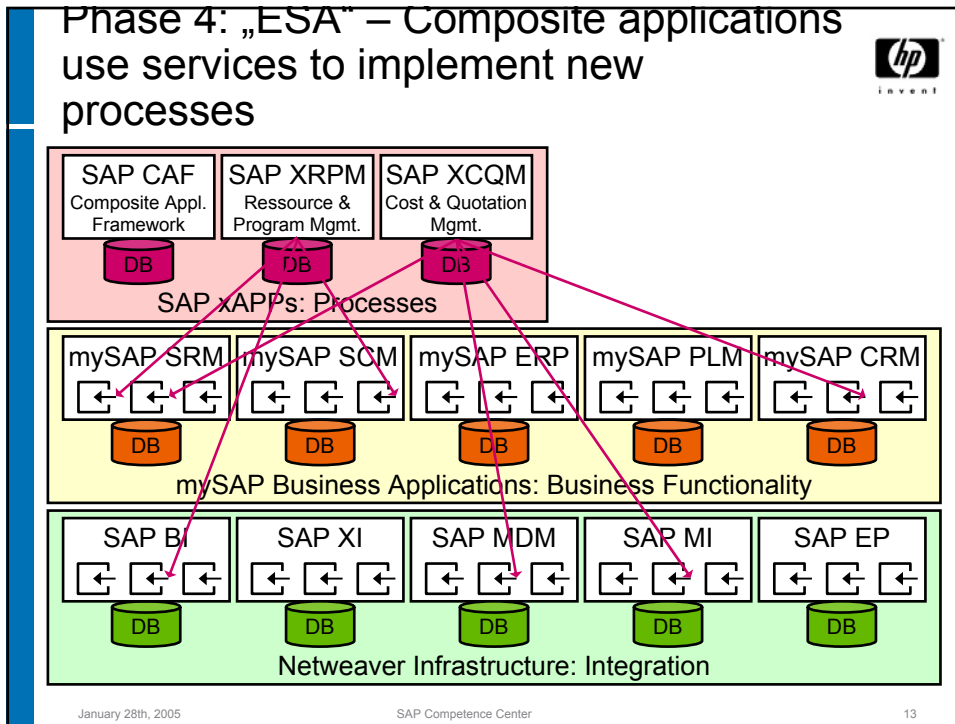 Phase 4: „ESA“ – Composite applications
use services to implement new
processes
hp
invent
SAP CAF
Composite Appl.
Framework
DB
SAP XRPM
Ressource &
Program Mgmt.
DB
SAP XCQM
Cost & Quotation
Mgmt.
DB
SAP xAPPs: Processes
mySAP SRM
DB
mySAP SCM
DB
mySAP ERP
DB
mySAP PLM
DB
mySAP CRM
DB
mySAP Business Applications: Business Functionality
SAP BI
DB
SAP XI
DB
SAP MDM
DB
SAP MI
DB
SAP EP
DB
Netweaver Infrastructure: Integration
January 28th, 2005
SAP Competence Center
13